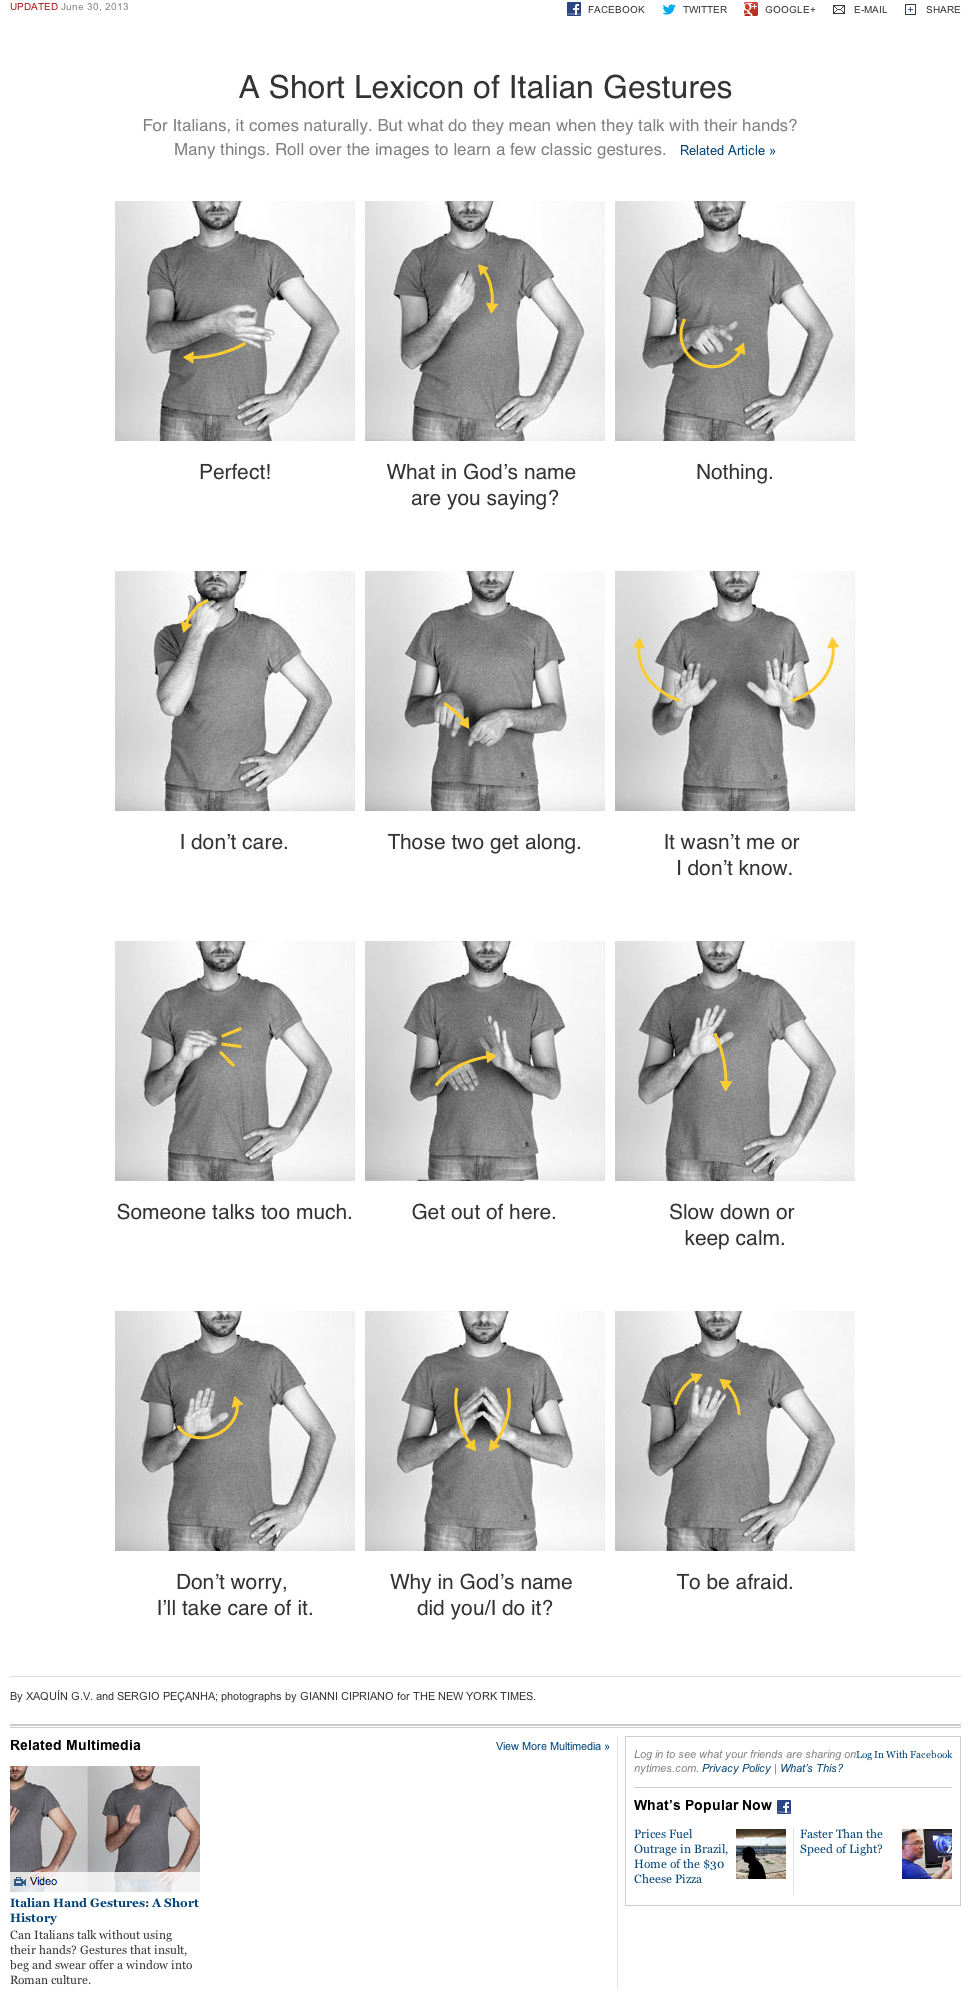 UPDATED June 30, 2013
FACEBOOK TWITTER GOOGLE+ E-MAIL SHARE
A Short Lexicon of Italian Gestures
For Italians, it comes naturally. But what do they mean when they talk with their hands?
Many things. Roll over the images to learn a few classic gestures. Related Article »
Perfect!
What in God's name
are you saying?
Nothing.
I don't care.
Those two get along.
It wasn't me or
I don't know.
Someone talks too much.
Get out of here.
Slow down or
keep calm.
Don't worry,
I'll take care of it.
Why in God's name
did you/I do it?
To be afraid.
By XAQUÍN G.V. and SERGIO PEÇANHA; photographs by GIANNI CIPRIANO for THE NEW YORK TIMES.
Related Multimedia
View More Multimedia »
Video
Italian Hand Gestures: A Short
History
Can Italians talk without using
their hands? Gestures that insult,
beg and swear offer a window into
Roman culture.
Log in to see what your friends are sharing on
nytimes.com. Privacy Policy | What's This?
Log In With Facebook
What's Popular Now
Prices Fuel
Outrage in Brazil,
Home of the $30
Cheese Pizza
Faster Than the
Speed of Light?